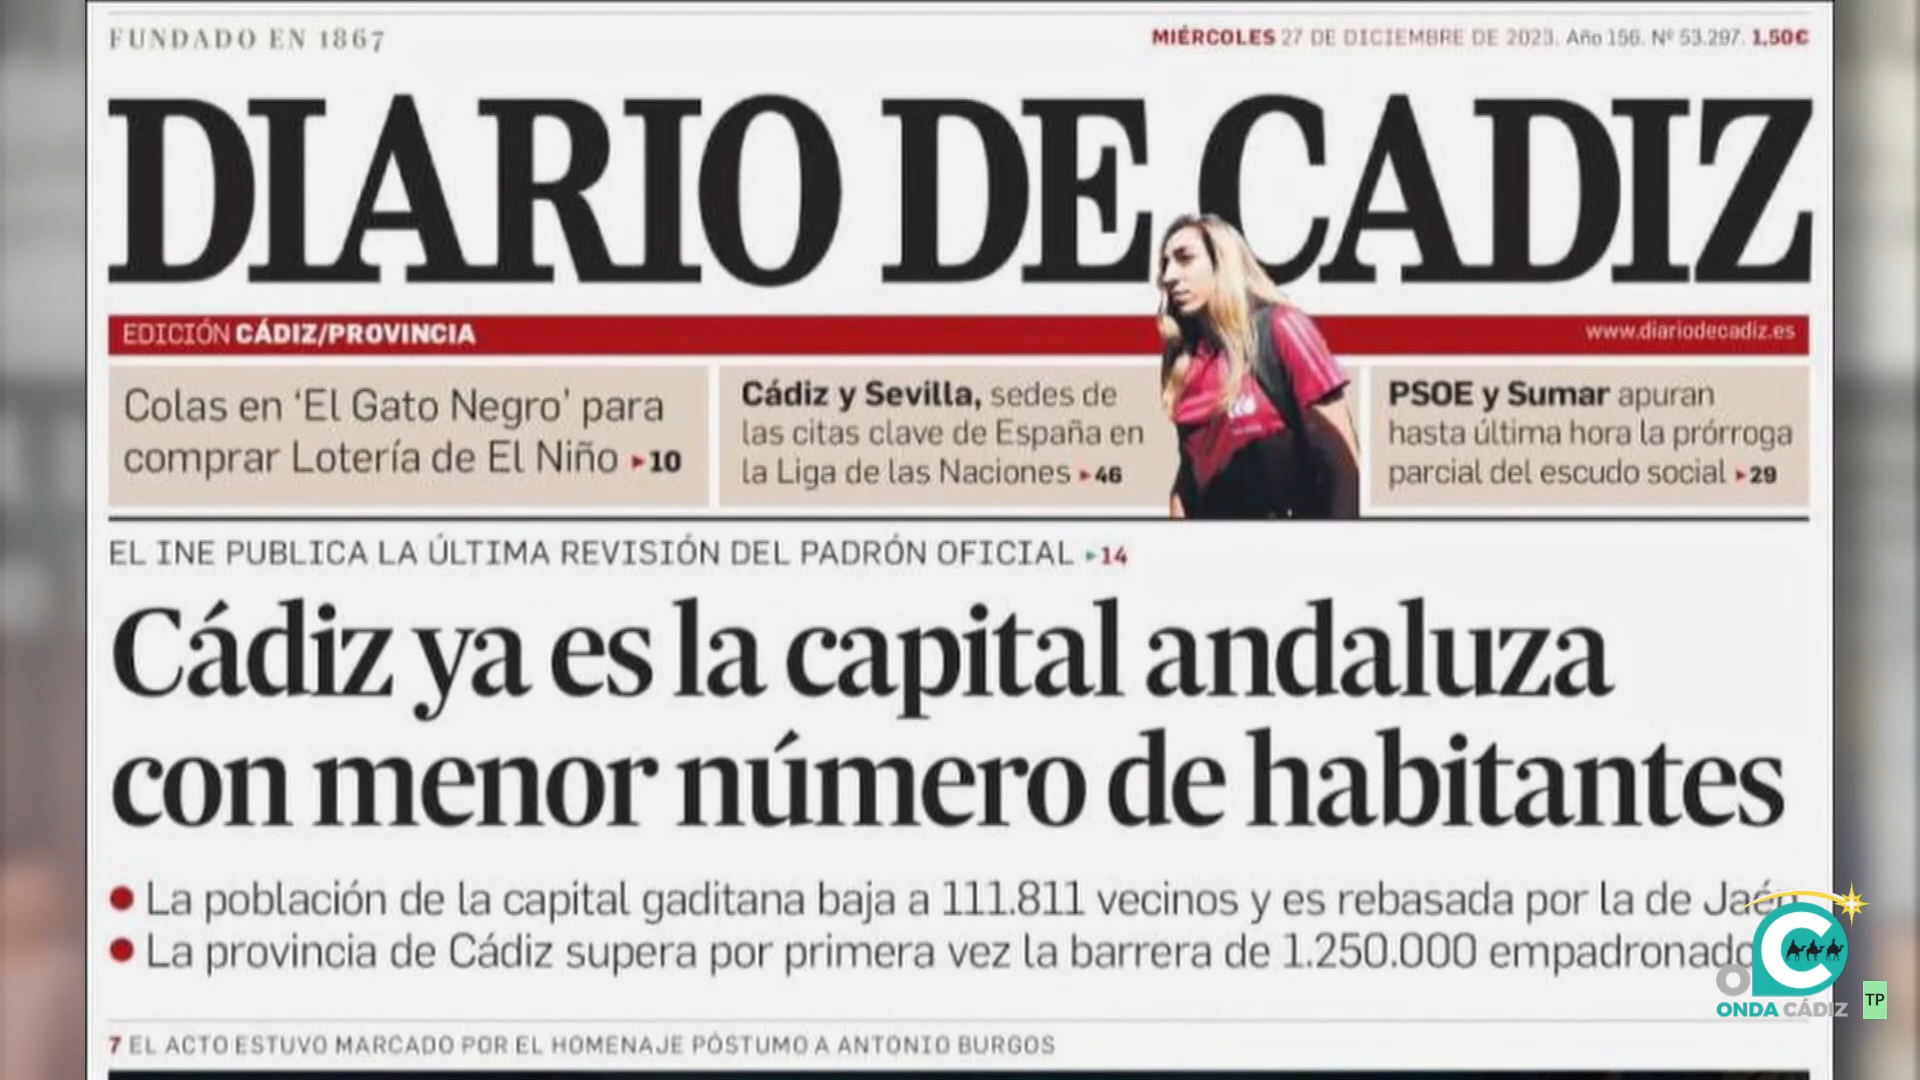 FUNDADO EN 1867
MIÉRCOLES 27 DE DICIEMBRE DE 2023. Año 156. Nº 53.297. 1,50€
DIARIO DE CADIZ
EDICIÓN CÁDIZ/PROVINCIA
www.diariodecadiz.es
Colas en ‘El Gato Negro’ para
comprar Lotería de El Niño ▸10
Cádiz y Sevilla, sedes de
las citas clave de España en
la Liga de las Naciones ▸46
PSOE y Sumar apuran
hasta última hora la prórroga
parcial del escudo social ▸29
EL INE PUBLICA LA ÚLTIMA REVISIÓN DEL PADRÓN OFICIAL ▸14
Cádiz ya es la capital andaluza
con menor número de habitantes
● La población de la capital gaditana baja a 111.811 vecinos y es rebasada por la de Jaén
● La provincia de Cádiz supera por primera vez la barrera de 1.250.000 empadronado
ONDA CÁDIZ
TP
7 EL ACTO ESTUVO MARCADO POR EL HOMENAJE PÓSTUMO A ANTONIO BURGOS